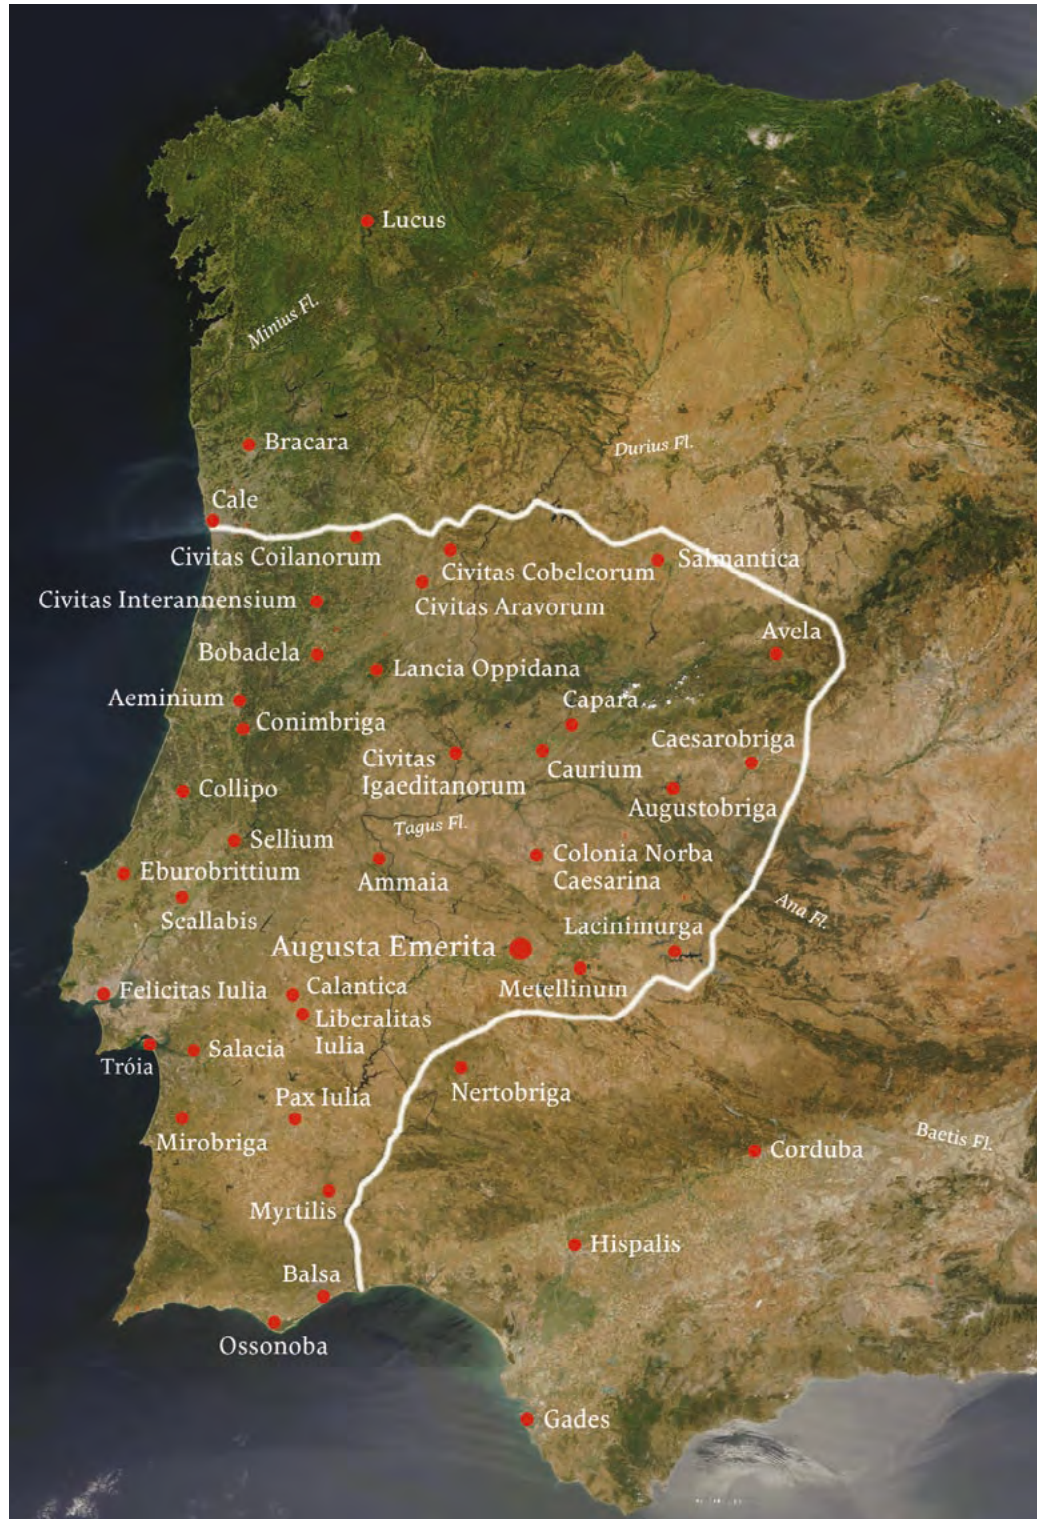 Lucus
Minius Fl.
Bracara
Durius Fl.
Cale
Civitas Coilanorum
Civitas Cobelcorum
Salmantica
Civitas Interannensium
Civitas Aravorum
Avela
Bobadela
Lancia Oppidana
Aeminium
Capara
Conimbriga
Caesarobriga
Civitas
Igaeditanorum
Caurium
Collipo
Augustobriga
Tagus Fl.
Sellium
Colonia Norba
Caesarina
Eburobrittium
Ammaia
Ana Fl.
Scallabis
Lacinimurga
Augusta Emerita
Metellinum
Felicitas Iulia
Calantica
Liberalitas
Iulia
Tróia
Salacia
Nertobriga
Pax Iulia
Mirobriga
Baetis Fl.
Corduba
Myrtilis
Hispalis
Balsa
Ossonoba
Gades